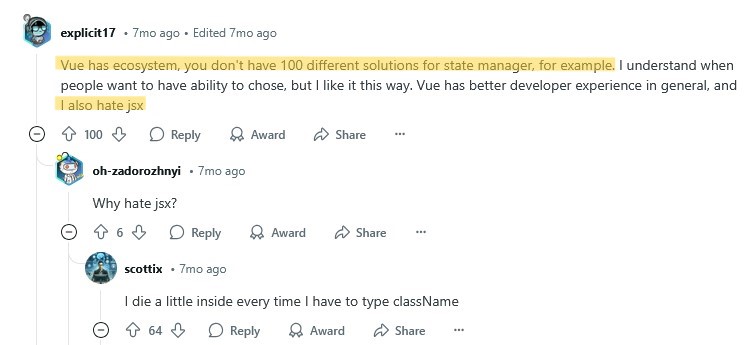 explicit17 • 7mo ago • Edited 7mo ago
Vue has ecosystem, you don't have 100 different solutions for state manager, for example. I understand when
people want to have ability to chose, but I like it this way. Vue has better developer experience in general, and
I also hate jsx
100 Reply Award Share ...
oh-zadorozhnyi • 7mo ago
Why hate jsx?
6 Reply Award Share ...
scottix • 7mo ago
I die a little inside every time I have to type className
64 Reply Award Share ...